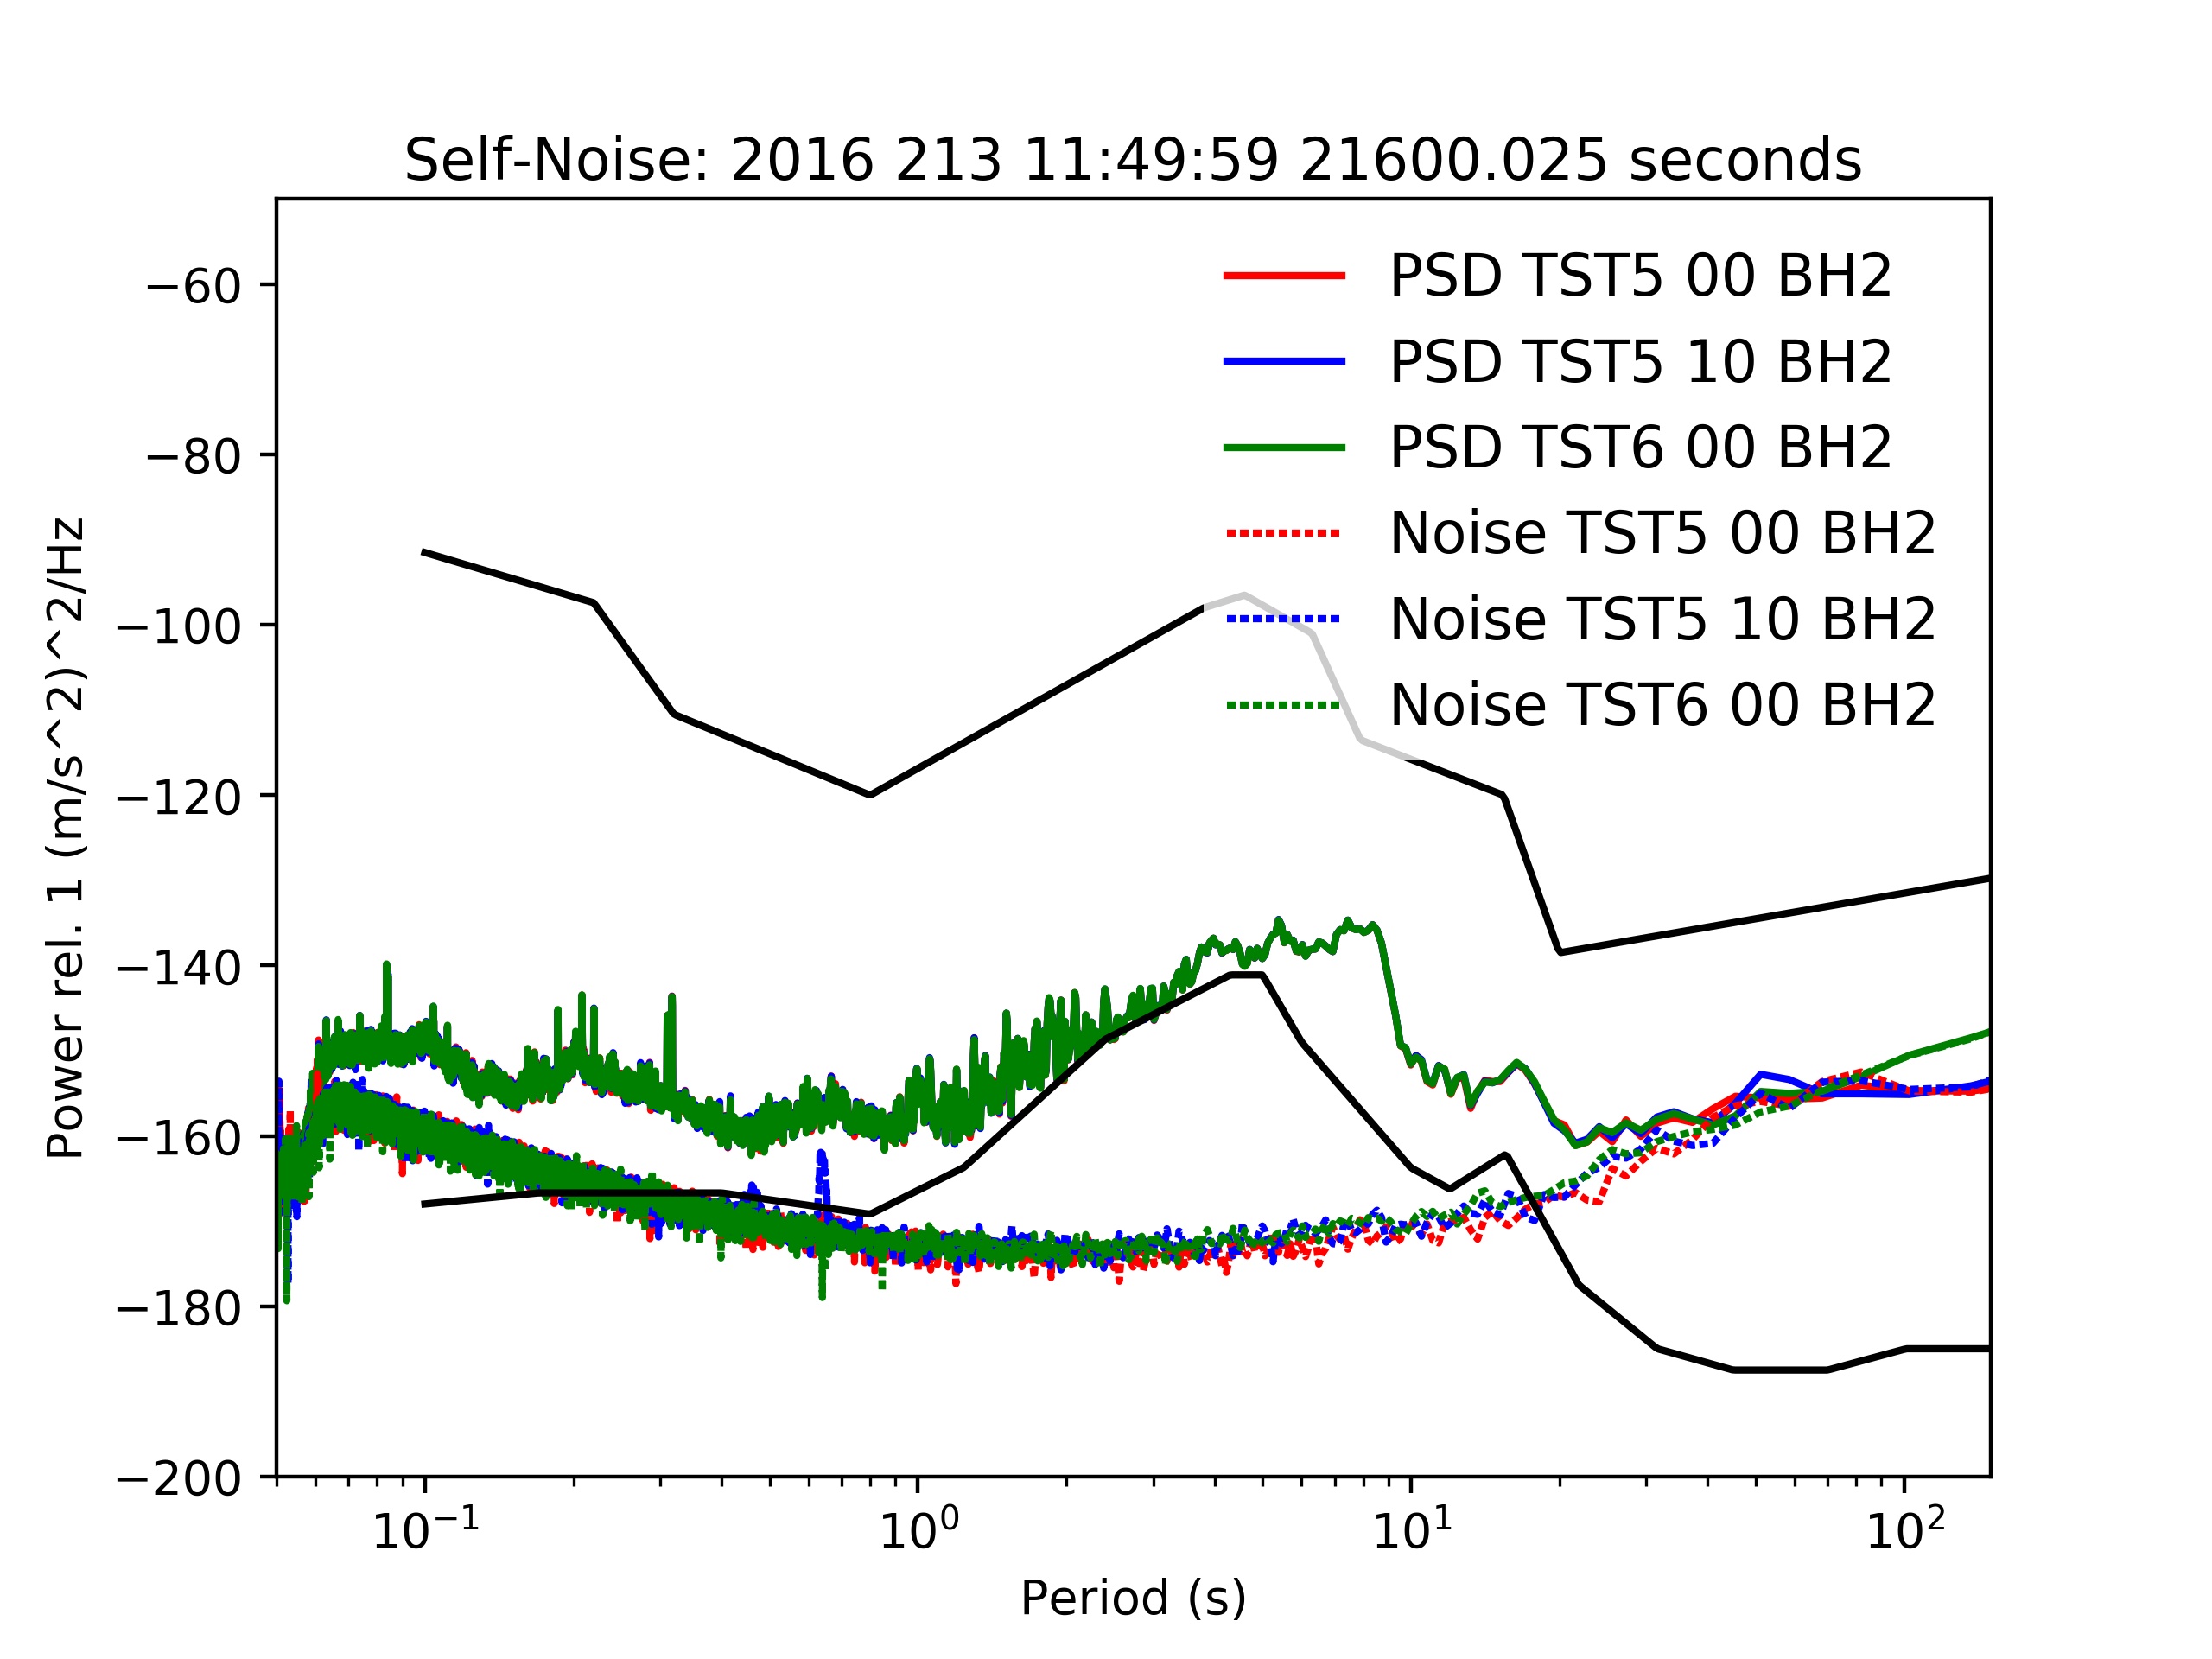 Self-Noise: 2016 213 11:49:59 21600.025 seconds
PSD TST5 00 BH2
PSD TST5 10 BH2
PSD TST6 00 BH2
Noise TST5 00 BH2
Noise TST5 10 BH2
Noise TST6 00 BH2
Power rel. 1 (m/s^2)^2/Hz
−60
−80
−100
−120
−140
−160
−180
−200
10⁻¹
10⁰
10¹
10²
Period (s)